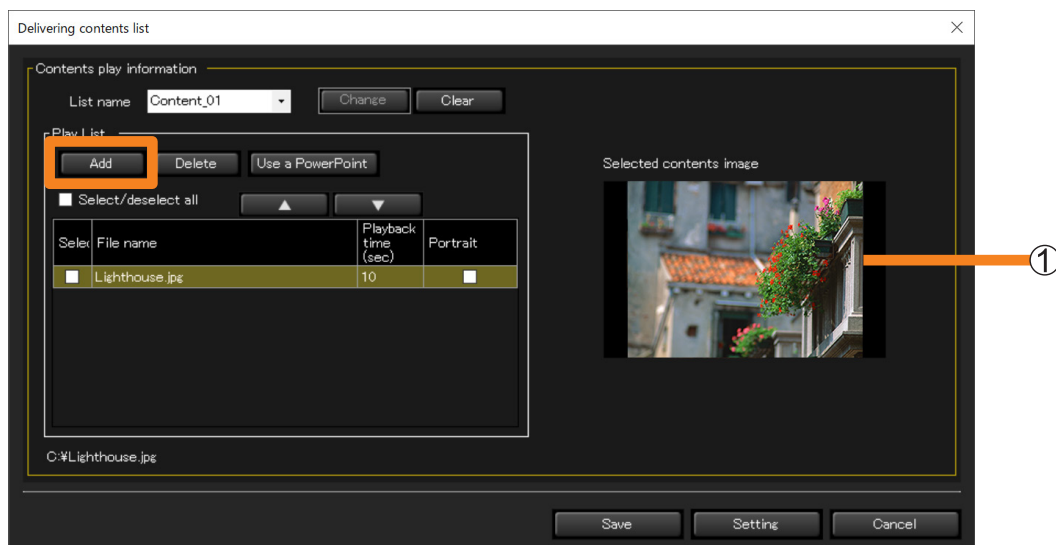 Delivering contents list
Contents play information
List name Content_01 Change Clear
Play List
Add Delete Use a PowerPoint
Selected contents image
Select/deselect all ▲ ▼
Selec File name Playback time (sec) Portrait
Lighthouse.jpg 10
①
C:¥Lighthouse.jpg
Save Setting Cancel